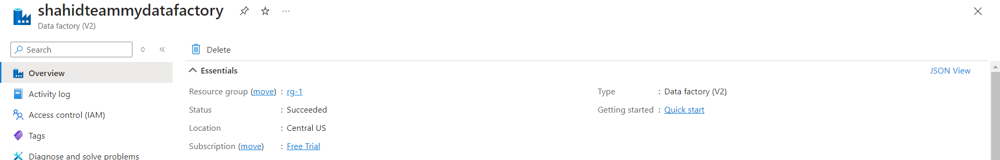 shahidteammydatafactory
Data factory (V2)
Search
Delete
Overview
Activity log
Access control (IAM)
Tags
Diagnose and solve problems
Essentials
JSON View
Resource group (move) : rg-1
Status : Succeeded
Location : Central US
Subscription (move) : Free Trial
Type : Data factory (V2)
Getting started : Quick start